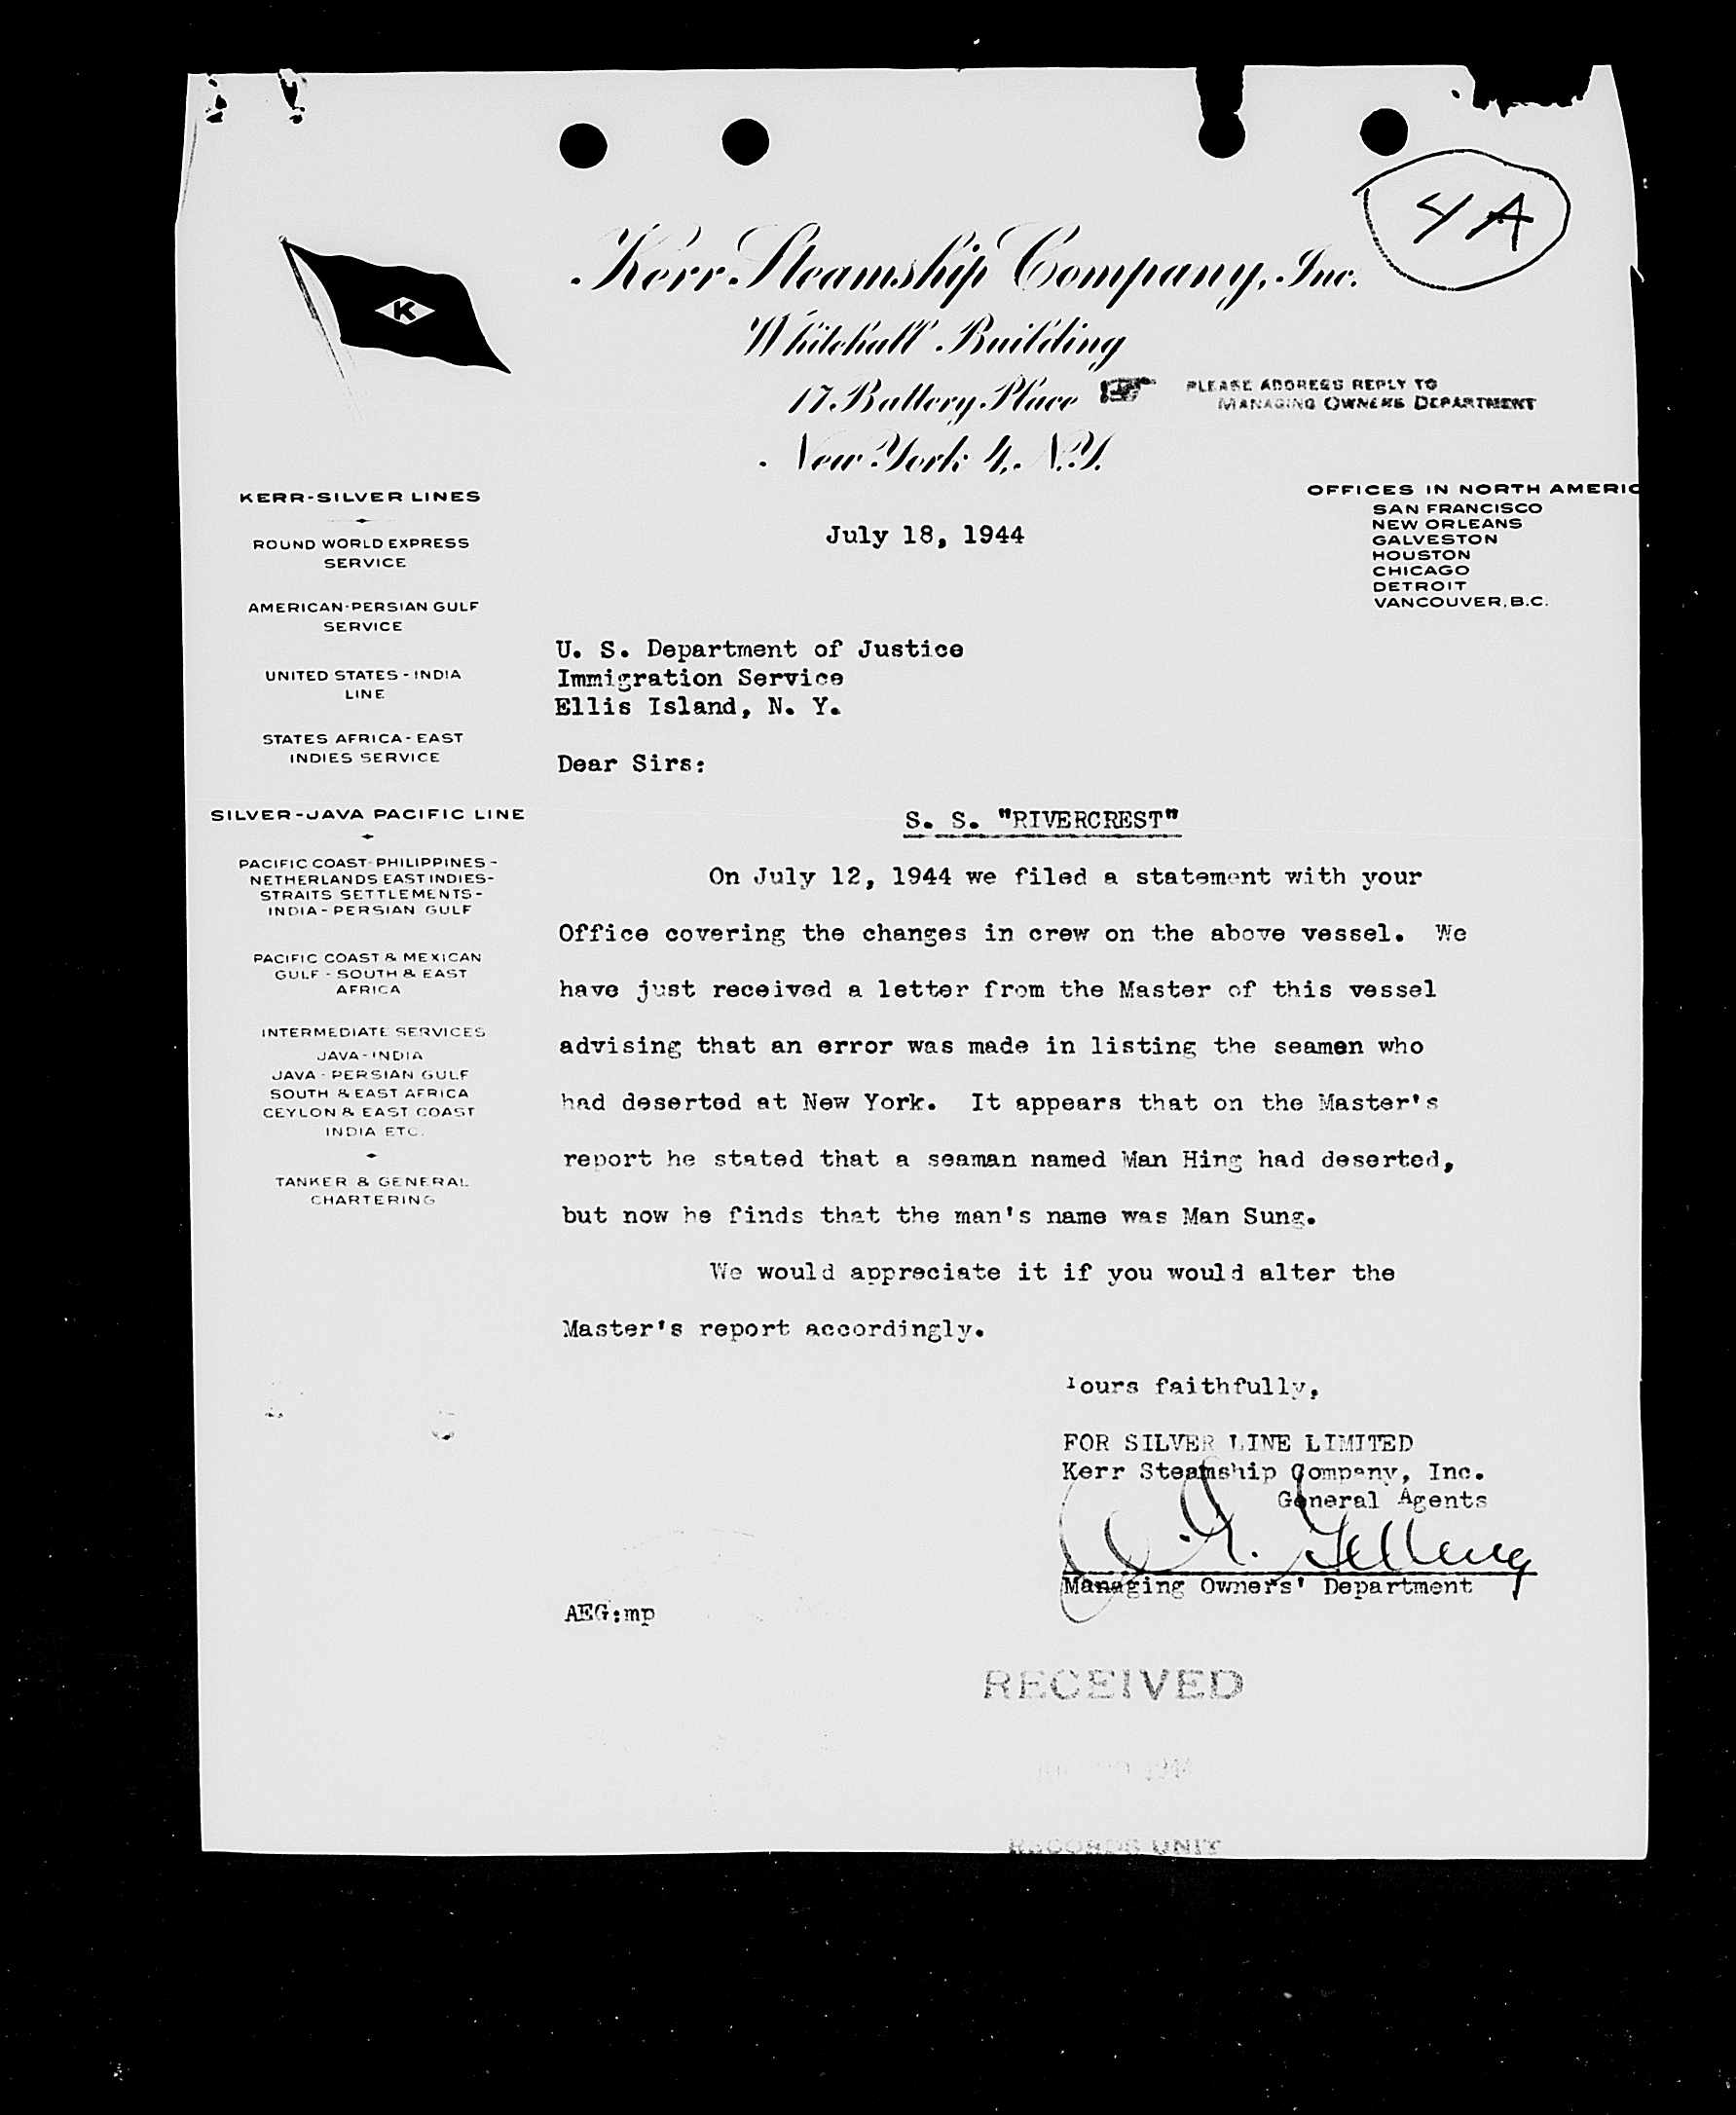 4A
Kerr Steamship Company, Inc.
Whitehall Building
17 Battery Place
PLEASE ADDRESS REPLY TO
MANAGING OWNERS DEPARTMENT
New York 4, N.Y.
K
KERR-SILVER LINES
ROUND WORLD EXPRESS
SERVICE
AMERICAN-PERSIAN GULF
SERVICE
UNITED STATES - INDIA
LINE
STATES AFRICA - EAST
INDIES SERVICE
SILVER-JAVA PACIFIC LINE
PACIFIC COAST-PHILIPPINES-
NETHERLANDS EAST INDIES-
STRAITS SETTLEMENTS-
INDIA-PERSIAN GULF
PACIFIC COAST & MEXICAN
GULF - SOUTH & EAST
AFRICA
INTERMEDIATE SERVICES
JAVA-INDIA
JAVA - PERSIAN GULF
SOUTH & EAST AFRICA
CEYLON & EAST COAST
INDIA ETC.
TANKER & GENERAL
CHARTERING
OFFICES IN NORTH AMERIC
SAN FRANCISCO
NEW ORLEANS
GALVESTON
HOUSTON
CHICAGO
DETROIT
VANCOUVER, B.C.
July 18, 1944
U. S. Department of Justice
Immigration Service
Ellis Island, N. Y.
Dear Sirs:
S. S. "RIVERCREST"
On July 12, 1944 we filed a statement with your
Office covering the changes in crew on the above vessel. We
have just received a letter from the Master of this vessel
advising that an error was made in listing the seamen who
had deserted at New York. It appears that on the Master's
report he stated that a seaman named Man Hing had deserted,
but now he finds that the man's name was Man Sung.
We would appreciate it if you would alter the
Master's report accordingly.
Yours faithfully,
FOR SILVER LINE LIMITED
Kerr Steamship Company, Inc.
General Agents
Managing Owners' Department
AEG:mp
RECEIVED
1944
RECORDS UNIT